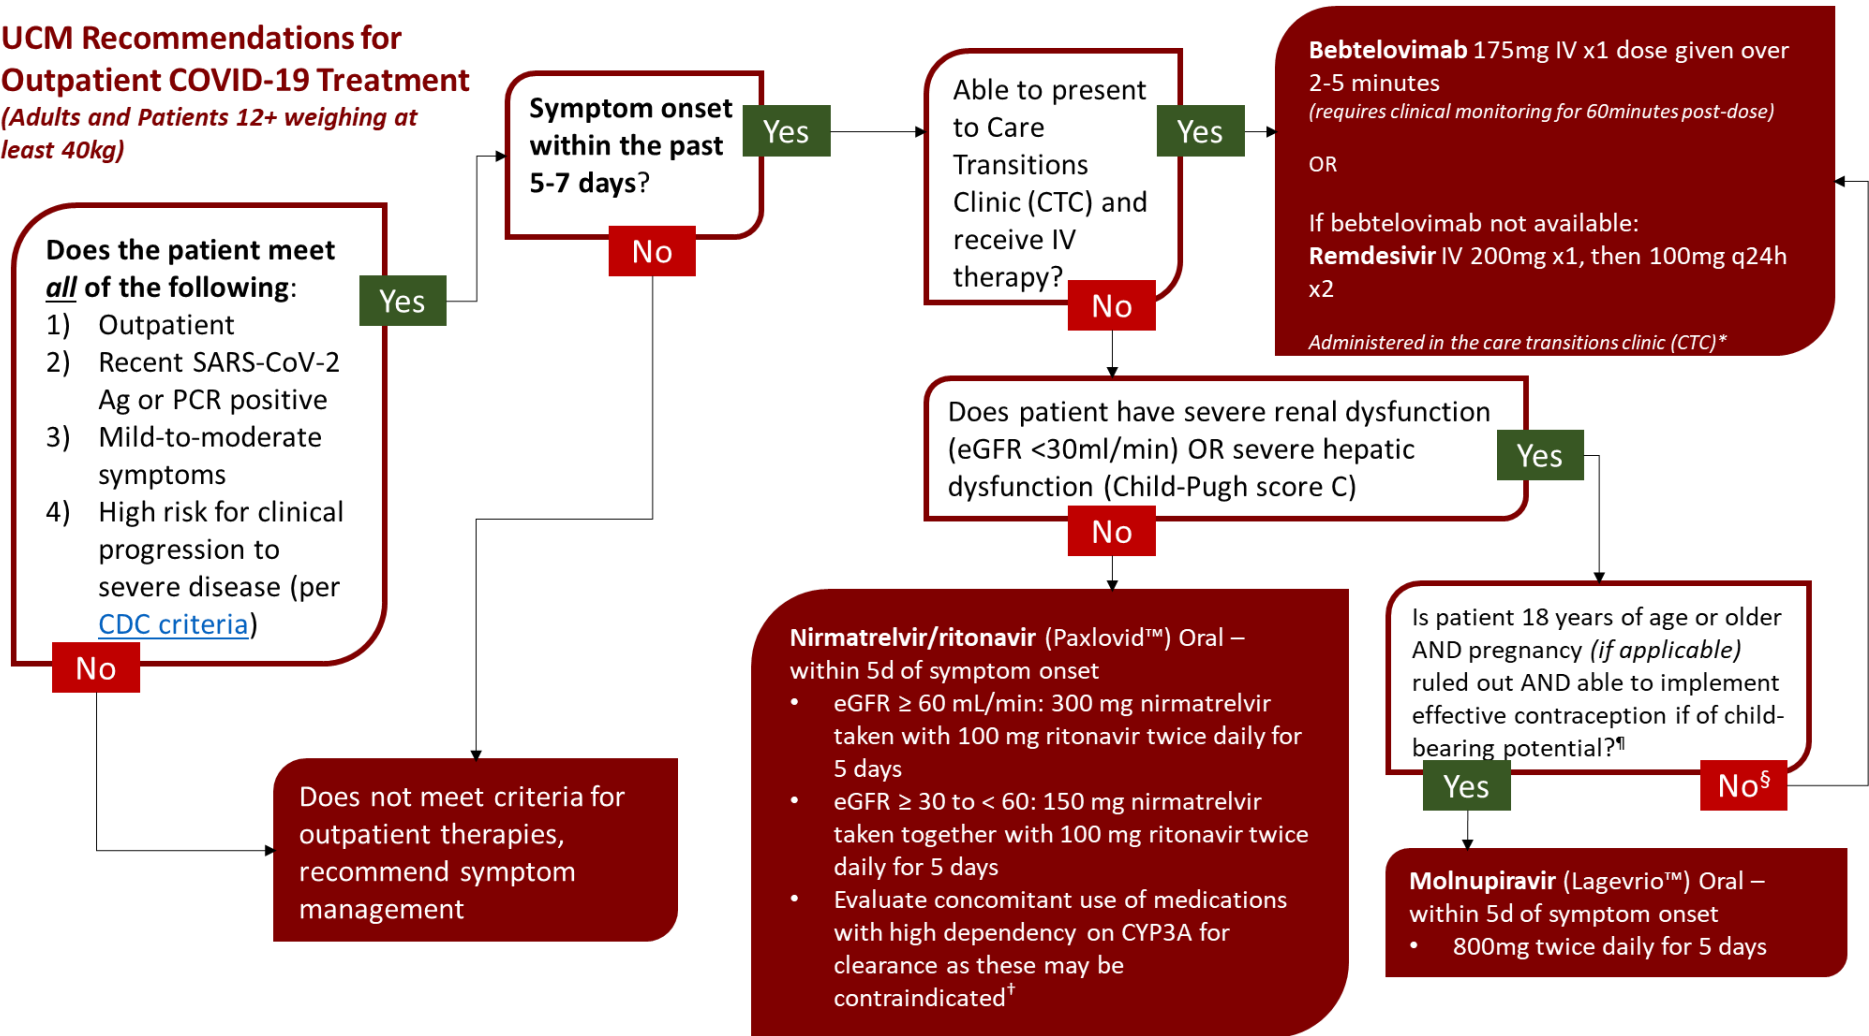 UCM Recommendations for
Outpatient COVID-19 Treatment
(Adults and Patients 12+ weighing at
least 40kg)
Does the patient meet
all of the following:
1) Outpatient
2) Recent SARS-CoV-2
Ag or PCR positive
3) Mild-to-moderate
symptoms
4) High risk for clinical
progression to
severe disease (per
CDC criteria)
Yes
No
Symptom onset
within the past
5-7 days?
Yes
No
Does not meet criteria for
outpatient therapies,
recommend symptom
management
Able to present
to Care
Transitions
Clinic (CTC) and
receive IV
therapy?
Yes
No
Bebtelovimab 175mg IV x1 dose given over
2-5 minutes
(requires clinical monitoring for 60minutes post-dose)
OR
If bebtelovimab not available:
Remdesivir IV 200mg x1, then 100mg q24h
x2
Administered in the care transitions clinic (CTC)*
Does patient have severe renal dysfunction
(eGFR <30ml/min) OR severe hepatic
dysfunction (Child-Pugh score C)
Yes
No
Nirmatrelvir/ritonavir (Paxlovid™) Oral –
within 5d of symptom onset
• eGFR ≥ 60 mL/min: 300 mg nirmatrelvir
taken with 100 mg ritonavir twice daily for
5 days
• eGFR ≥ 30 to < 60: 150 mg nirmatrelvir
taken together with 100 mg ritonavir twice
daily for 5 days
• Evaluate concomitant use of medications
with high dependency on CYP3A for
clearance as these may be
contraindicated†
Is patient 18 years of age or older
AND pregnancy (if applicable)
ruled out AND able to implement
effective contraception if of child-
bearing potential?¶
Yes
No§
Molnupiravir (Lagevrio™) Oral –
within 5d of symptom onset
• 800mg twice daily for 5 days